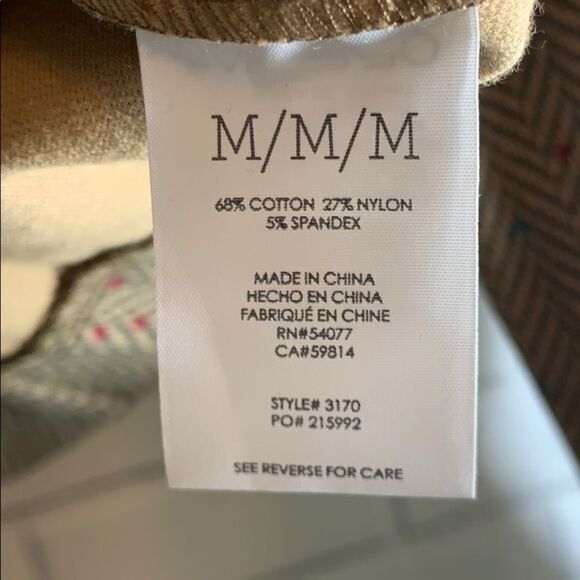 M/M/M
68% COTTON 27% NYLON
5% SPANDEX
MADE IN CHINA
HECHO EN CHINA
FABRIQUÉ EN CHINE
RN#54077
CA#59814
STYLE# 3170
PO# 215992
SEE REVERSE FOR CARE